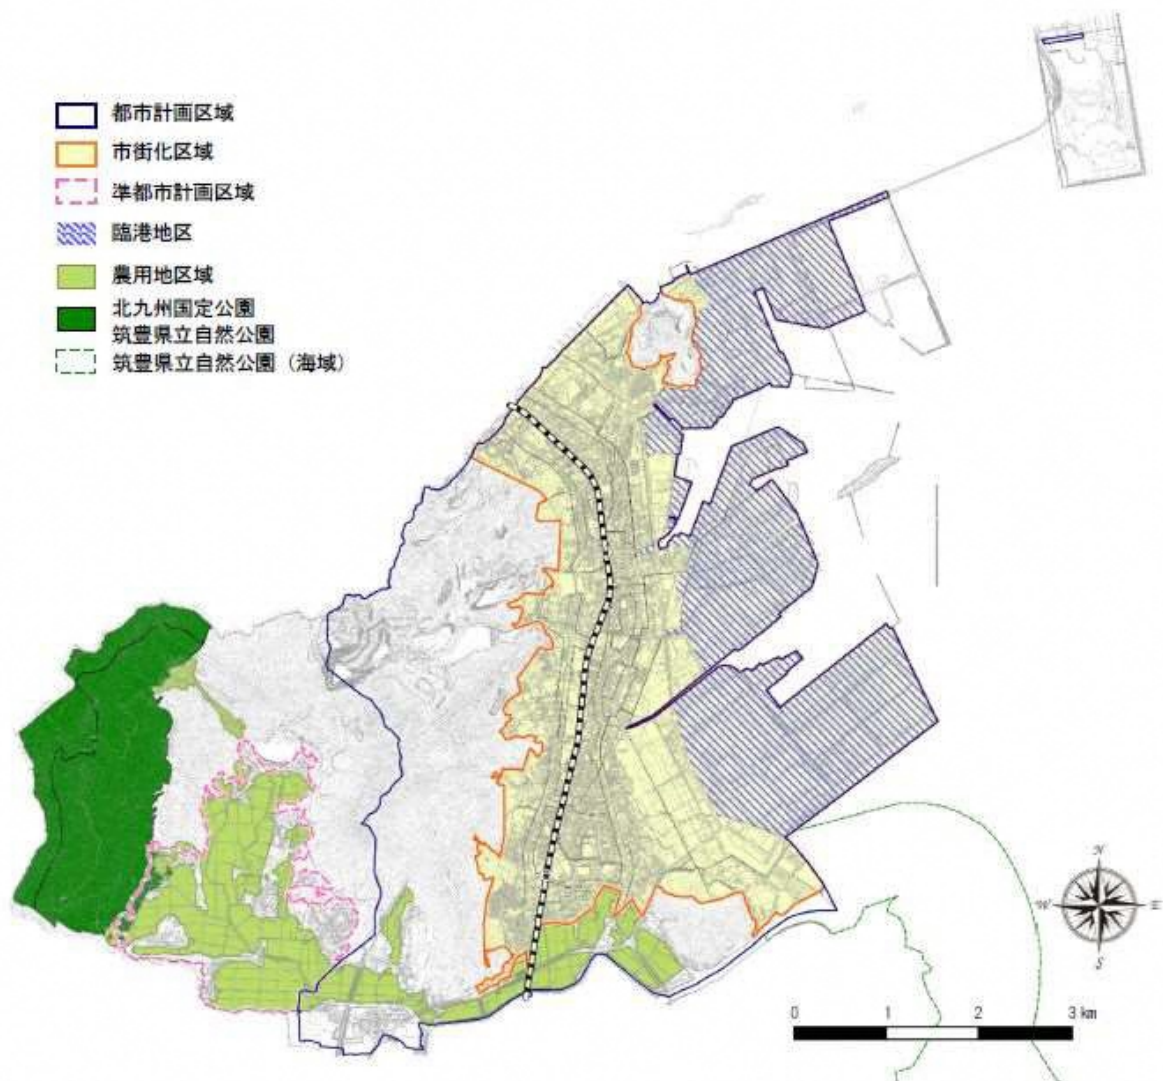 都市計画区域
市街化区域
準都市計画区域
臨港地区
農用地区域
北九州国定公園
筑豊県立自然公園
筑豊県立自然公園（海域）
N
W
E
S
0 1 2 3 km